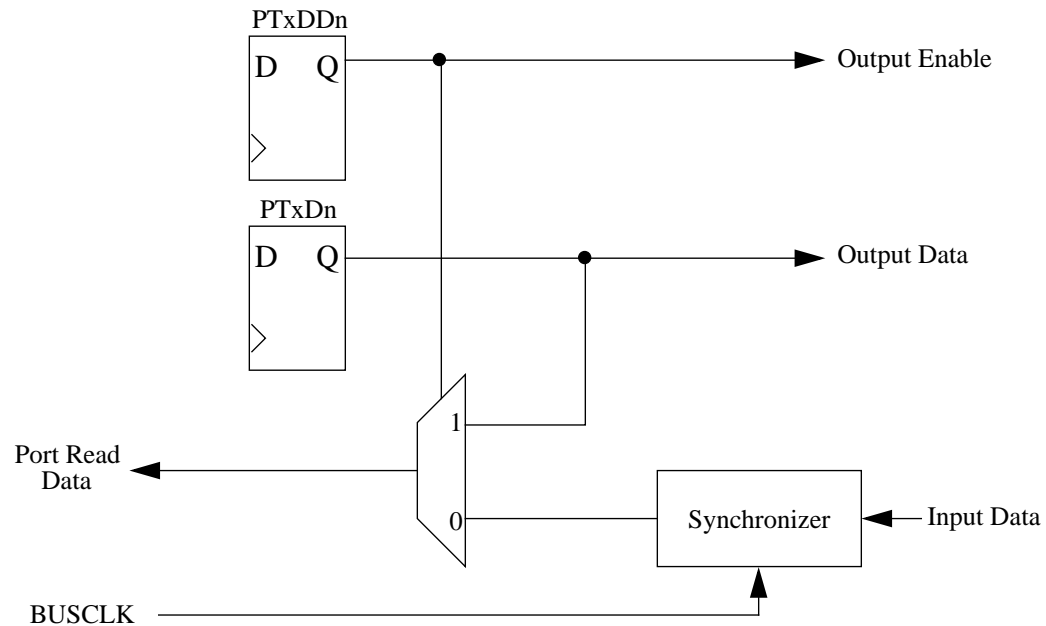 PTxDDn
D Q
Output Enable
PTxDn
D Q
Output Data
1
Port Read
Data
0
Synchronizer
Input Data
BUSCLK